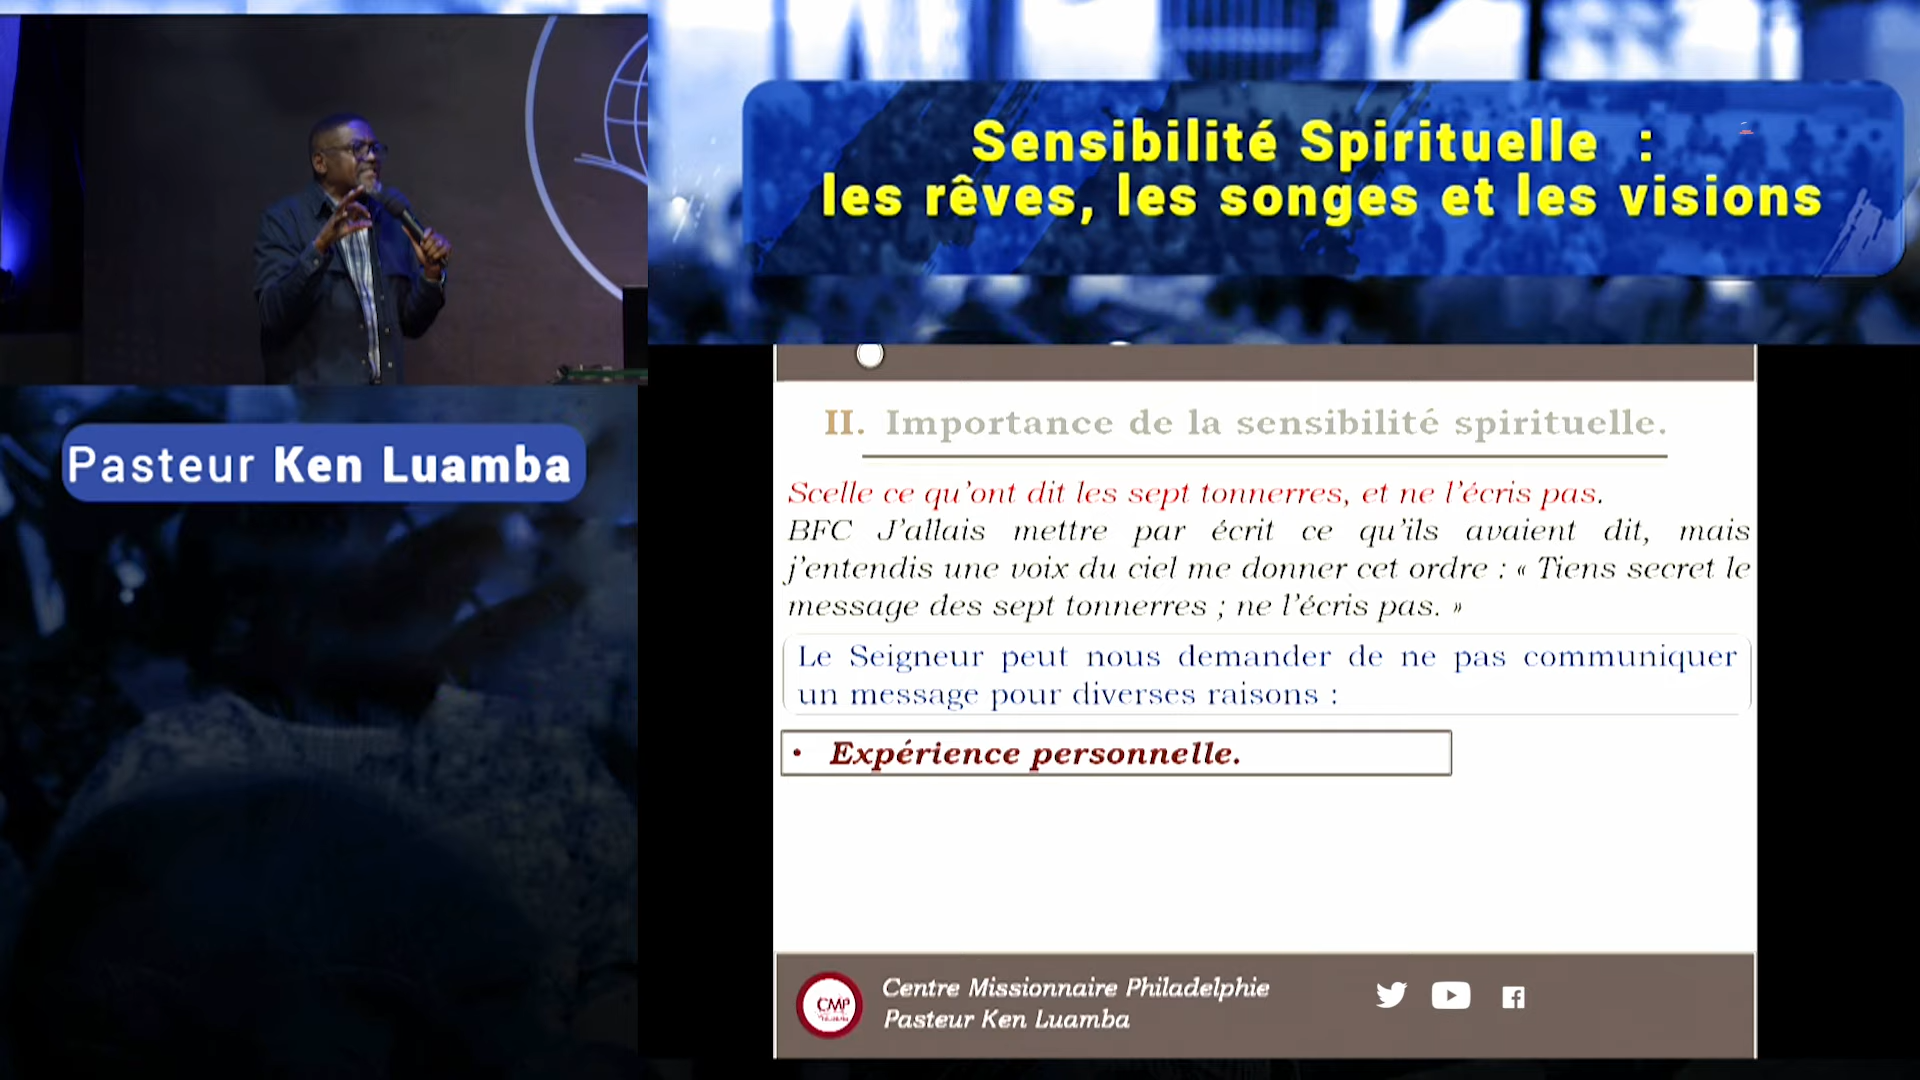 Sensibilité Spirituelle :
les rêves, les songes et les visions
Pasteur Ken Luamba
II. Importance de la sensibilité spirituelle.
Scelle ce qu'ont dit les sept tonnerres, et ne l'écris pas.
BFC J'allais mettre par écrit ce qu'ils avaient dit, mais
j'entendis une voix du ciel me donner cet ordre : « Tiens secret le
message des sept tonnerres ; ne l'écris pas. »
Le Seigneur peut nous demander de ne pas communiquer
un message pour diverses raisons :
• Expérience personnelle.
CMP
Centre Missionnaire Philadelphie
Pasteur Ken Luamba